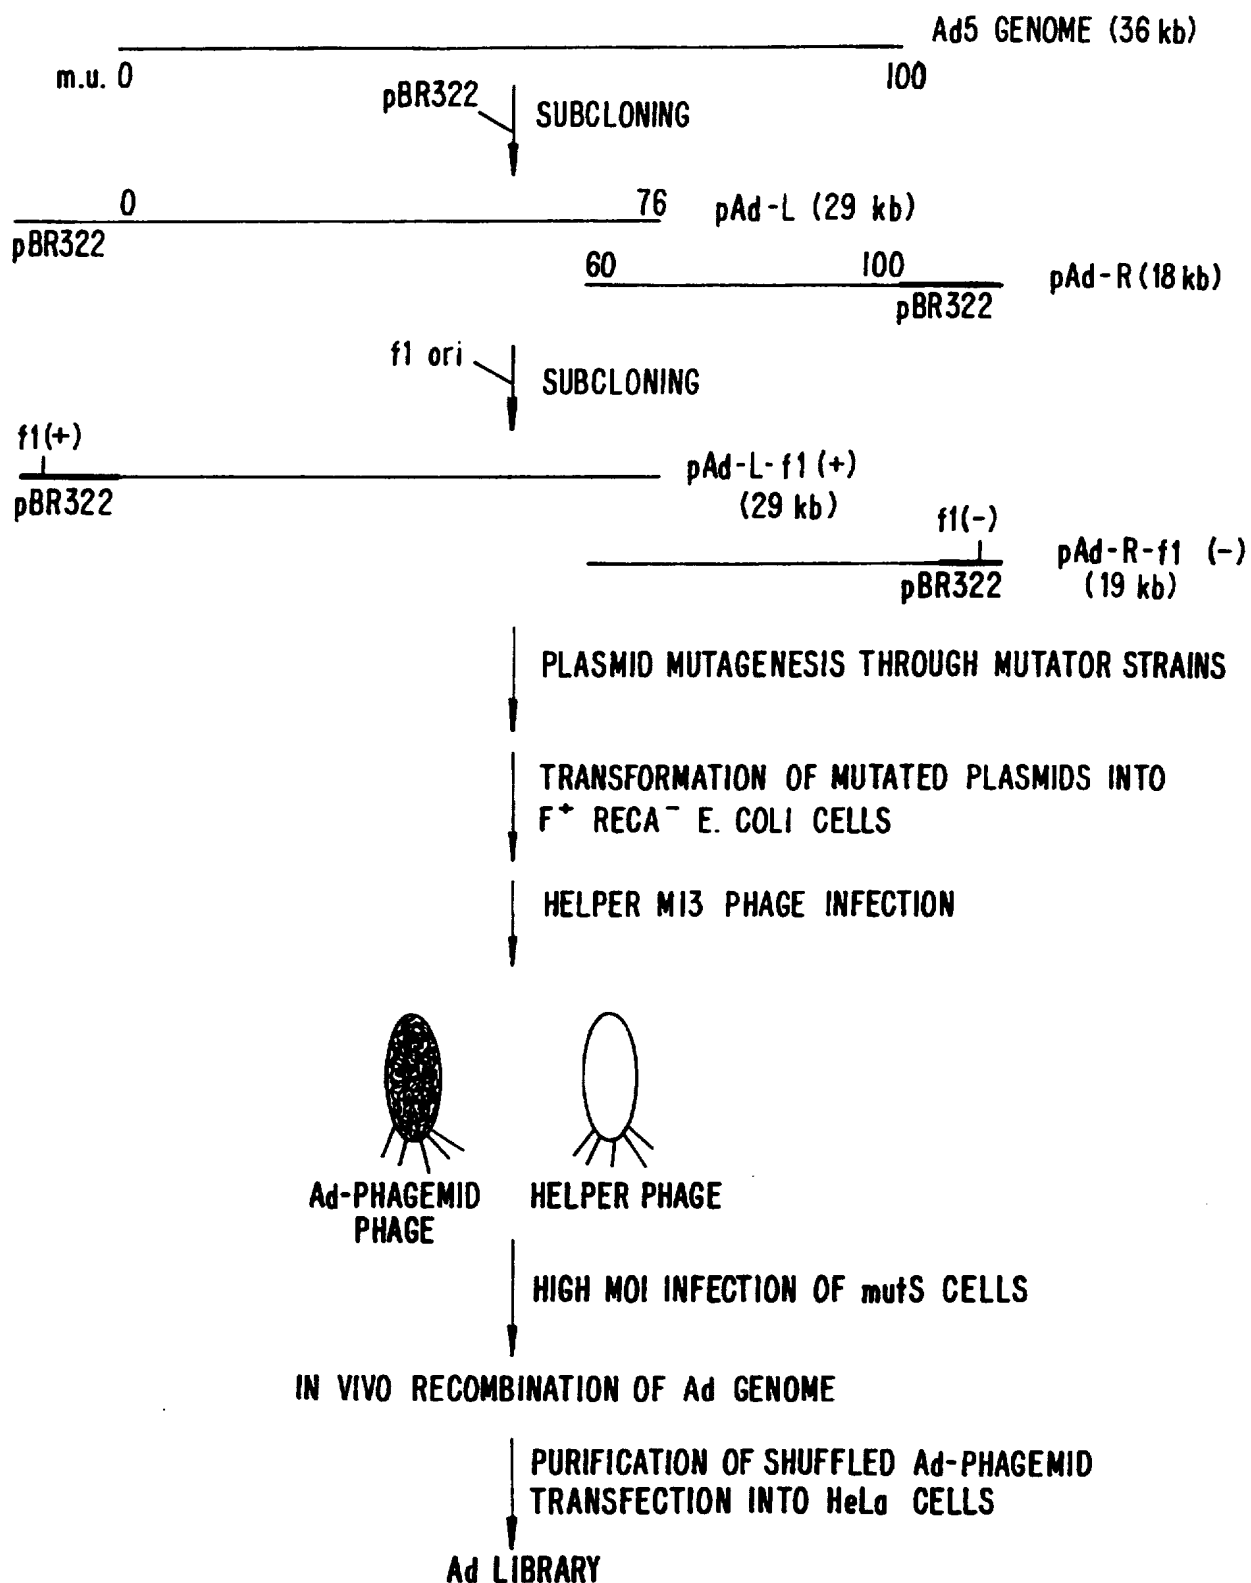 Ad5 GENOME (36 kb)
m.u. 0
100
pBR322
SUBCLONING
0
76
pAd-L (29 kb)
pBR322
60
100
pAd-R (18 kb)
pBR322
f1 ori
SUBCLONING
f1(+)
pAd-L-f1 (+)
(29 kb)
pBR322
f1(-)
pAd-R-f1 (-)
(19 kb)
pBR322
PLASMID MUTAGENESIS THROUGH MUTATOR STRAINS
TRANSFORMATION OF MUTATED PLASMIDS INTO
F⁺ RECA⁻ E. COLI CELLS
HELPER M13 PHAGE INFECTION
Ad-PHAGEMID
PHAGE
HELPER PHAGE
HIGH MOI INFECTION OF mutS CELLS
IN VIVO RECOMBINATION OF Ad GENOME
PURIFICATION OF SHUFFLED Ad-PHAGEMID
TRANSFECTION INTO HeLa CELLS
Ad LIBRARY